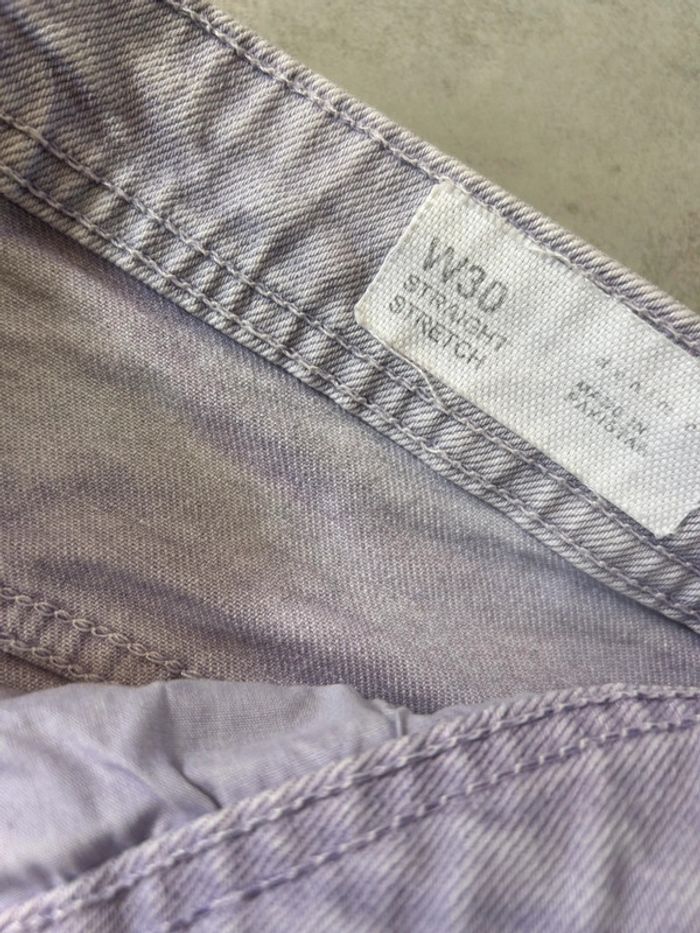 W30
STRAIGHT
STRETCH
MADE IN
PAKISTAN